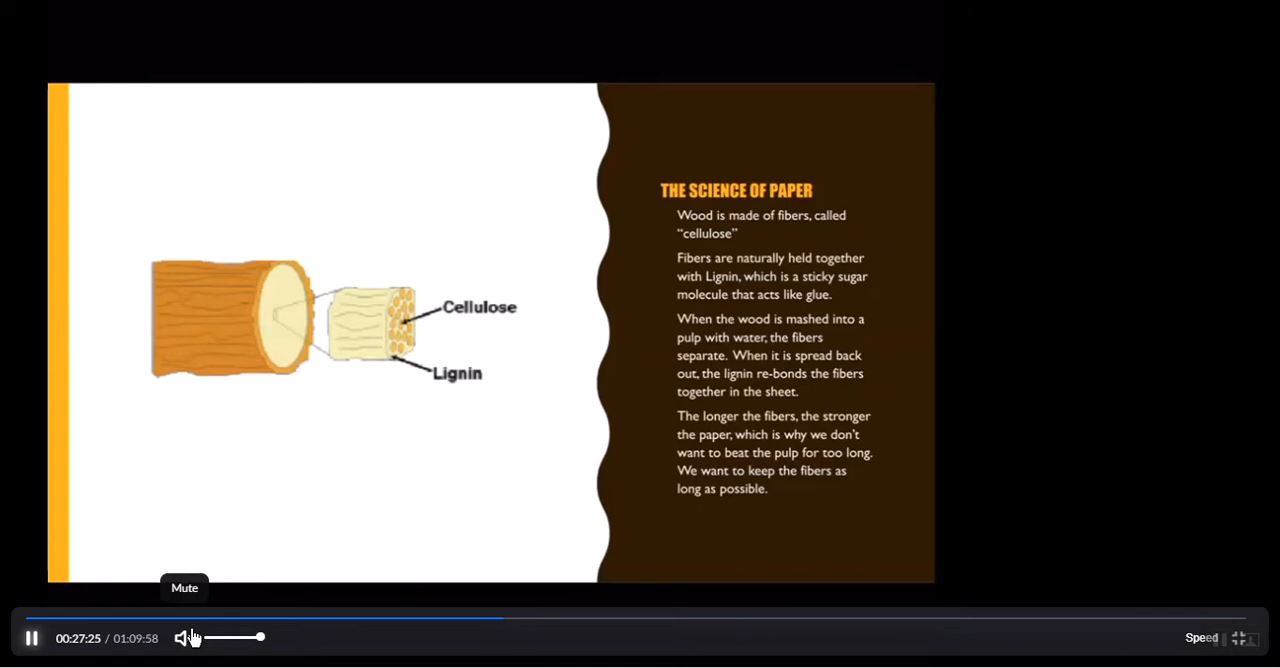 THE SCIENCE OF PAPER
Wood is made of fibers, called
“cellulose”
Fibers are naturally held together
with Lignin, which is a sticky sugar
molecule that acts like glue.
When the wood is mashed into a
pulp with water, the fibers
separate. When it is spread back
out, the lignin re-bonds the fibers
together in the sheet.
The longer the fibers, the stronger
the paper, which is why we don’t
want to beat the pulp for too long.
We want to keep the fibers as
long as possible.
Cellulose
Lignin
Mute
00:27:25 / 01:09:58
Speed